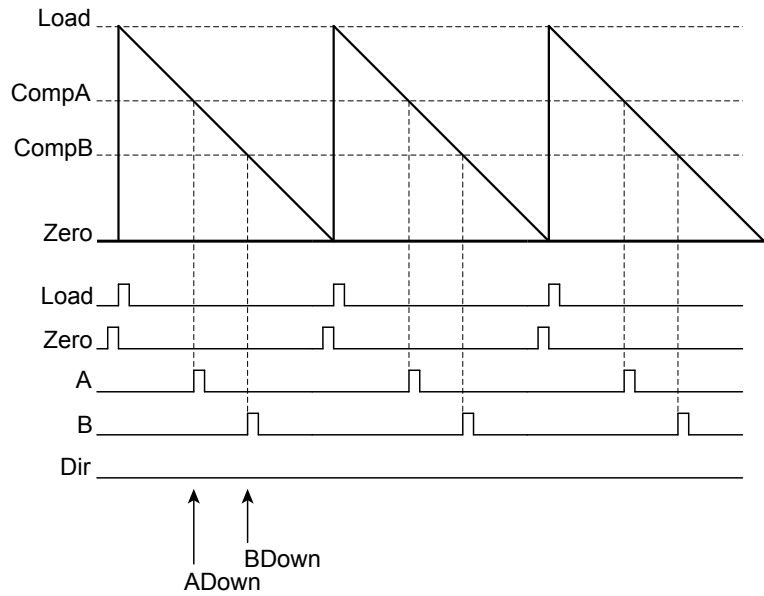 Load
CompA
CompB
Zero
Load
Zero
A
B
Dir
BDown
ADown